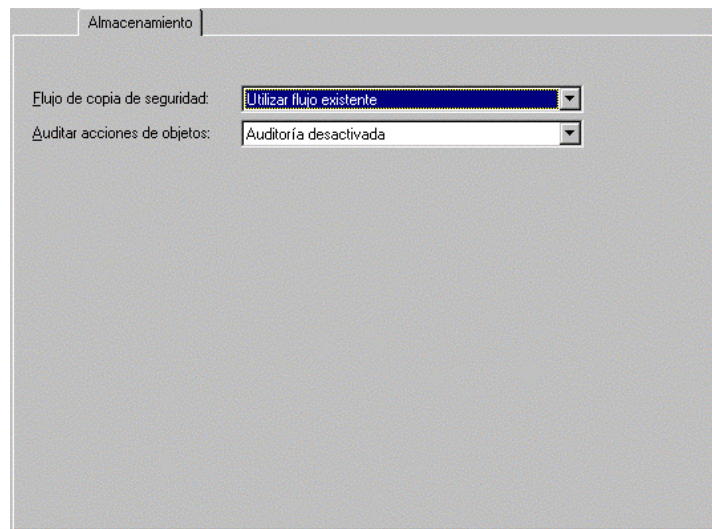 Almacenamiento
Flujo de copia de seguridad: Utilizar flujo existente
Auditar acciones de objetos: Auditoría desactivada